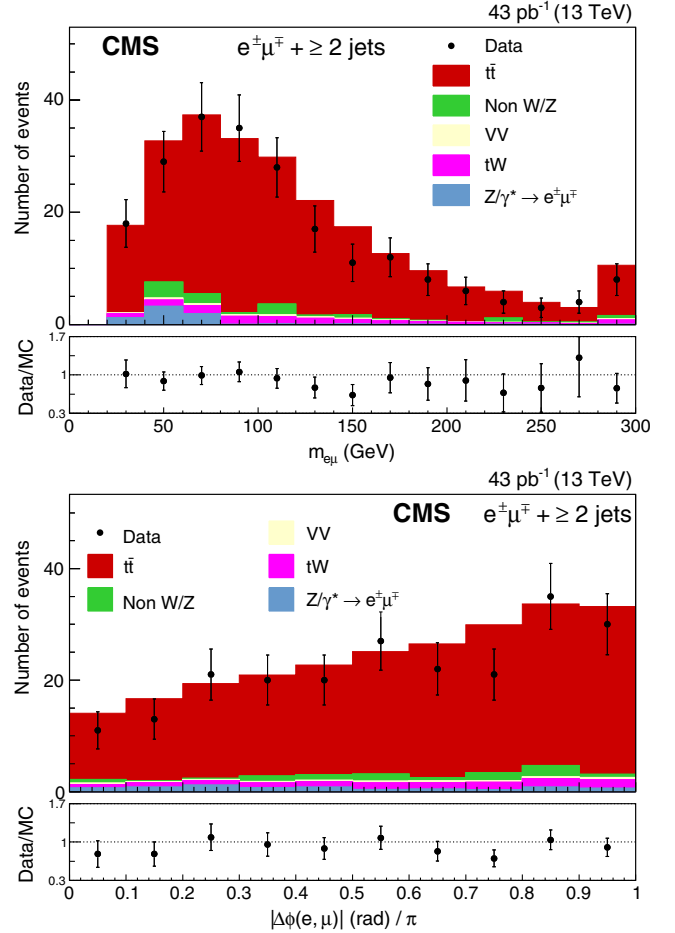 43 pb⁻¹ (13 TeV)
CMS e±μ∓ + ≥ 2 jets
Data
tt̄
Non W/Z
VV
tW
Z/γ* → e±μ∓
Number of events
40
20
0
Data/MC
1.7
1
0.3
0 50 100 150 200 250 300
m_eμ (GeV)
43 pb⁻¹ (13 TeV)
CMS e±μ∓ + ≥ 2 jets
Data
tt̄
Non W/Z
VV
tW
Z/γ* → e±μ∓
Number of events
40
20
0
Data/MC
1.7
1
0.3
0 0.1 0.2 0.3 0.4 0.5 0.6 0.7 0.8 0.9 1
|Δϕ(e, μ)| (rad) / π